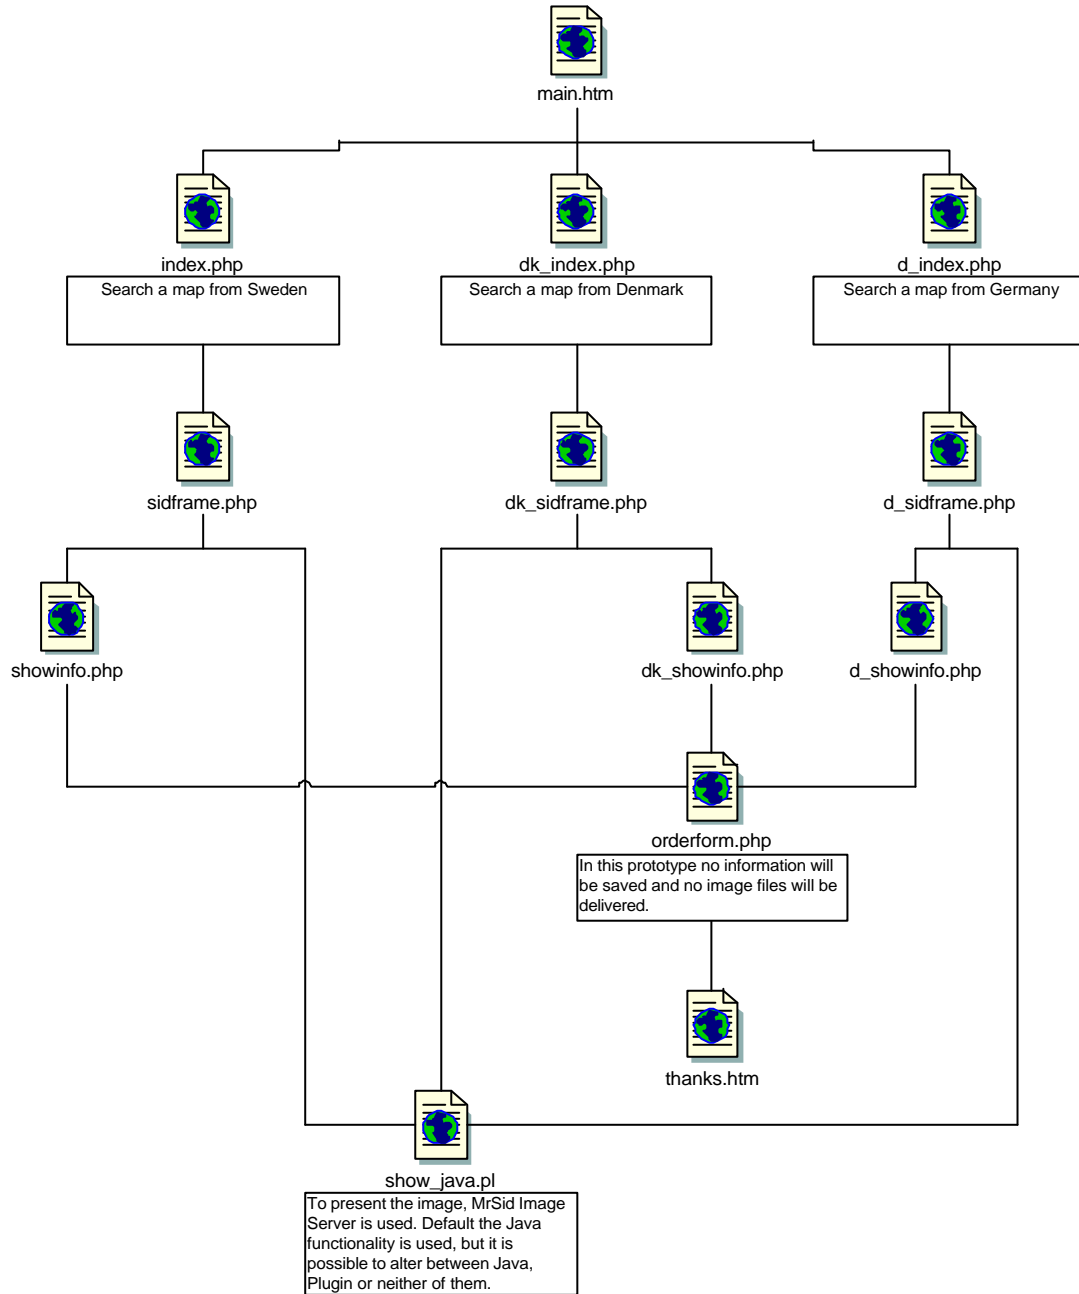 main.htm
index.php
dk_index.php
d_index.php
Search a map from Sweden
Search a map from Denmark
Search a map from Germany
sidframe.php
dk_sidframe.php
d_sidframe.php
showinfo.php
dk_showinfo.php
d_showinfo.php
orderform.php
In this prototype no information will
be saved and no image files will be
delivered.
thanks.htm
show_java.pl
To present the image, MrSid Image
Server is used. Default the Java
functionality is used, but it is
possible to alter between Java,
Plugin or neither of them.